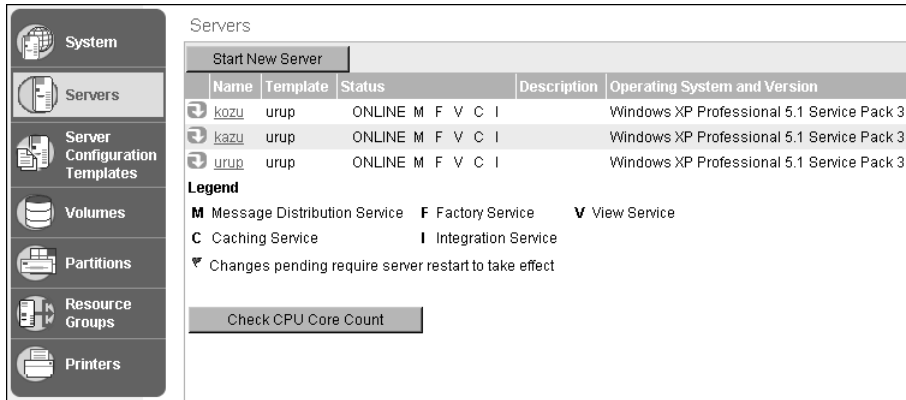 System
Servers
Server
Configuration
Templates
Volumes
Partitions
Resource
Groups
Printers
Servers
Start New Server
Name Template Status Description Operating System and Version
kozu urup ONLINE M F V C I Windows XP Professional 5.1 Service Pack 3
kazu urup ONLINE M F V C I Windows XP Professional 5.1 Service Pack 3
urup urup ONLINE M F V C I Windows XP Professional 5.1 Service Pack 3
Legend
M Message Distribution Service F Factory Service V View Service
C Caching Service I Integration Service
Changes pending require server restart to take effect
Check CPU Core Count